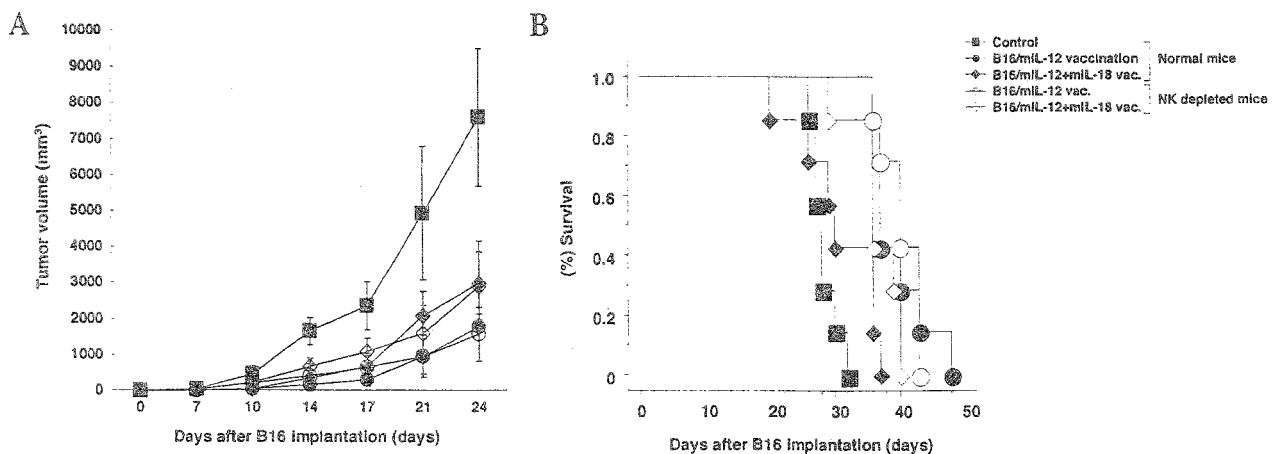 A
Tumor volume (mm³)
10000
9000
8000
7000
6000
5000
4000
3000
2000
1000
0
0 7 10 14 17 21 24
Days after B16 implantation (days)
B
Control
B16/mIL-12 vaccination
B16/mIL-12+mIL-18 vac.
Normal mice
B16/mIL-12 vac.
B16/mIL-12+mIL-18 vac.
NK depleted mice
(%) Survival
1.0
0.8
0.6
0.4
0.2
0
0 10 20 30 40 50
Days after B16 implantation (days)